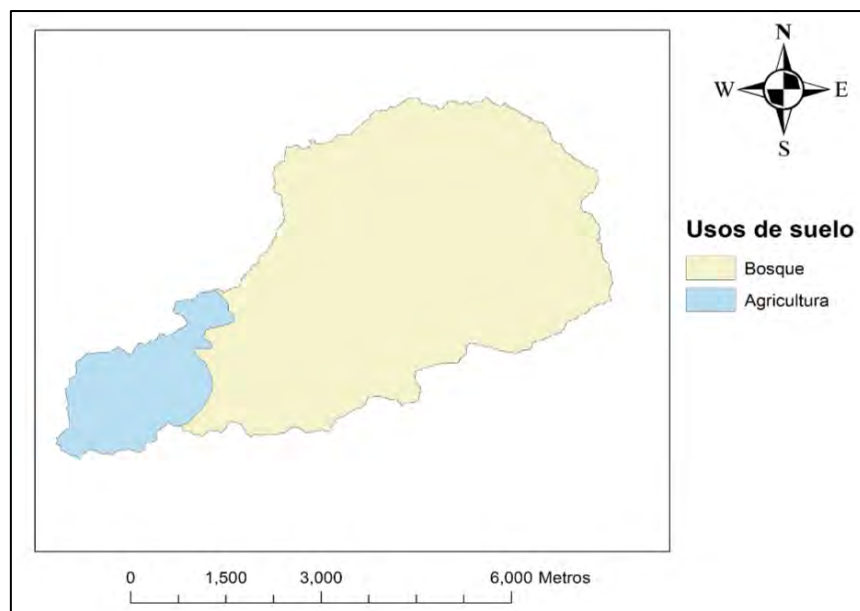 N
W E
S
Usos de suelo
Bosque
Agricultura
0 1,500 3,000 6,000 Metros